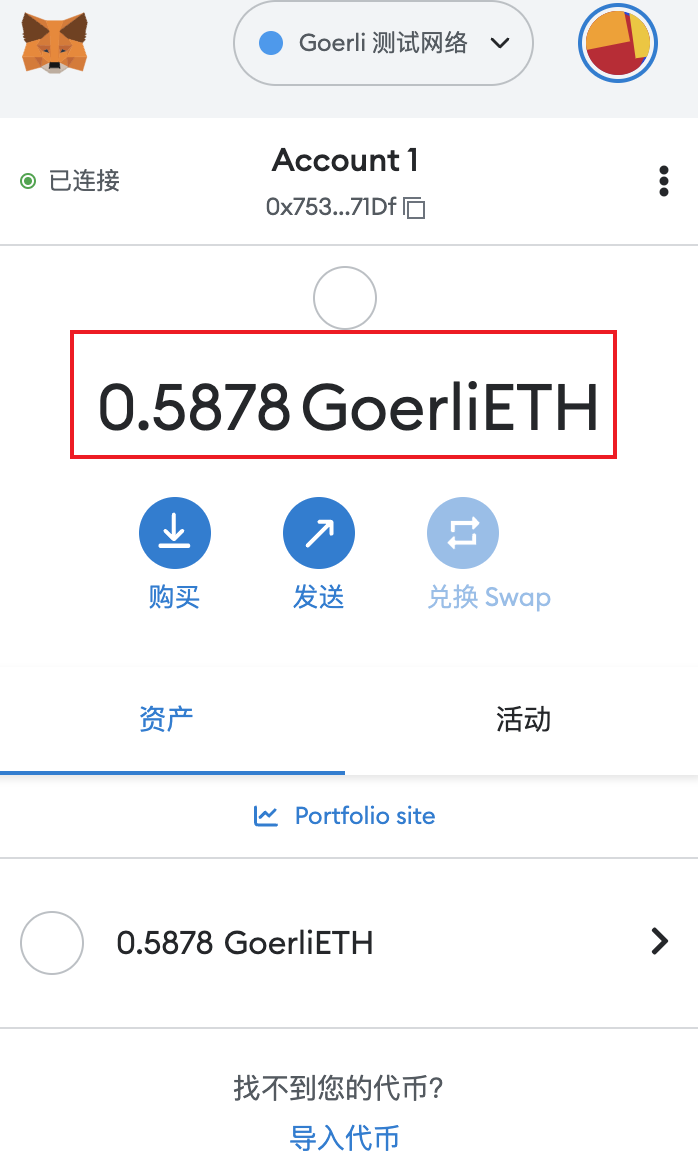 Goerli 测试网络
已连接
Account 1
0x753...71Df
0.5878 GoerliETH
购买
发送
兑换 Swap
资产
活动
Portfolio site
0.5878 GoerliETH
找不到您的代币?
导入代币